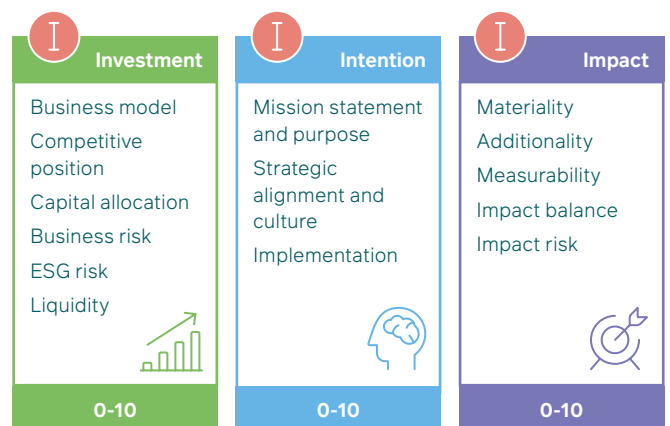 I
Investment
Business model
Competitive
position
Capital allocation
Business risk
ESG risk
Liquidity
0-10
I
Intention
Mission statement
and purpose
Strategic
alignment and
culture
Implementation
0-10
I
Impact
Materiality
Additionality
Measurability
Impact balance
Impact risk
0-10